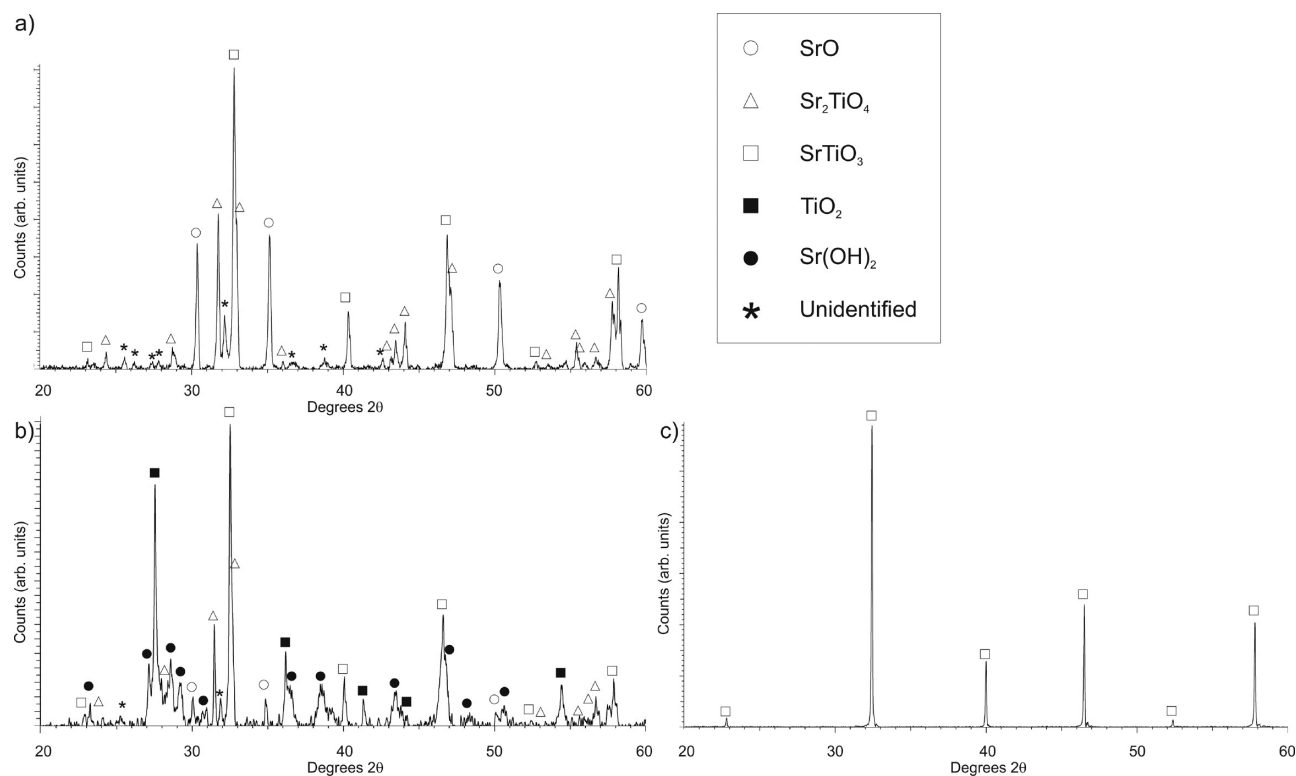 a)
SrO
Sr₂TiO₄
SrTiO₃
TiO₂
Sr(OH)₂
* Unidentified
Counts (arb. units)
20 30 40 50 60
Degrees 2θ
b)
Counts (arb. units)
20 30 40 50 60
Degrees 2θ
c)
Counts (arb. units)
20 30 40 50 60
Degrees 2θ